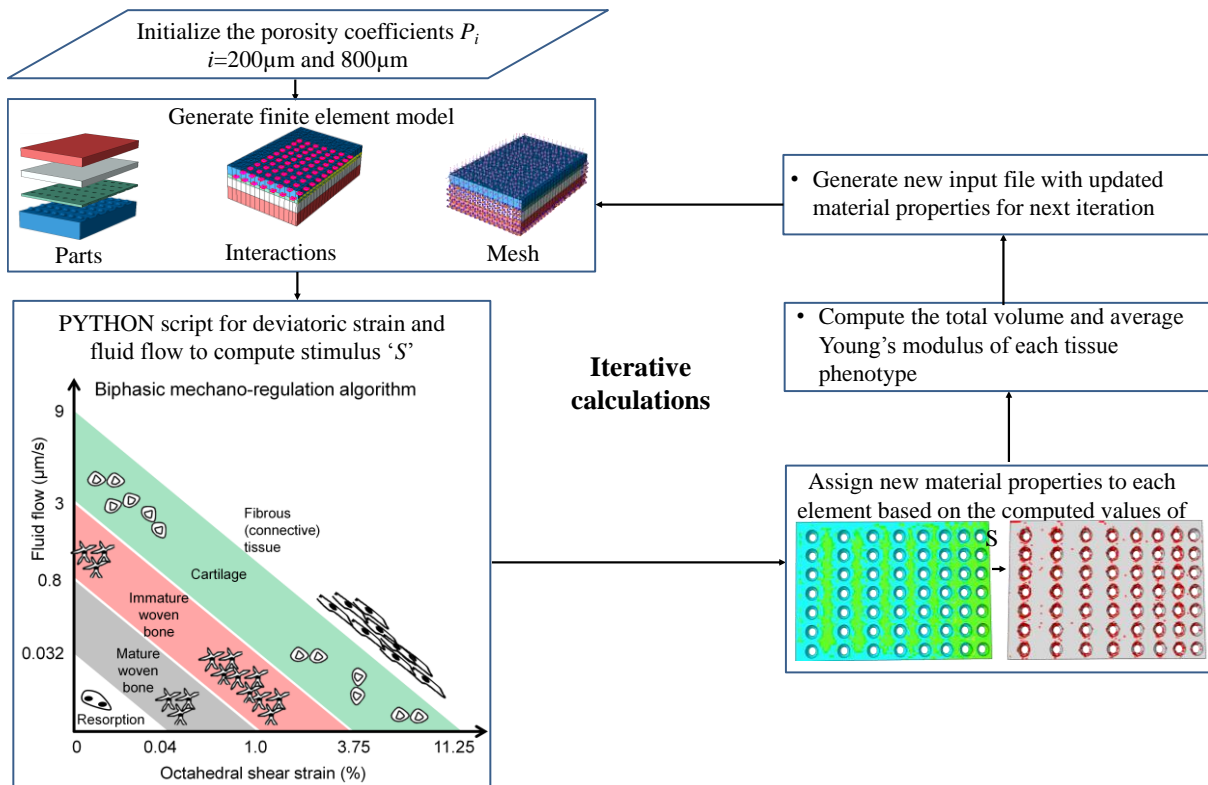 Initialize the porosity coefficients Pi
i=200µm and 800µm
Generate finite element model
Parts
Interactions
Mesh
PYTHON script for deviatoric strain and
fluid flow to compute stimulus ‘S’
Biphasic mechano-regulation algorithm
Fluid flow (µm/s)
9
3
0.8
0.032
Fibrous
(connective)
tissue
Cartilage
Immature
woven
bone
Mature
woven
bone
Resorption
0
0.04
1.0
3.75
11.25
Octahedral shear strain (%)
Iterative
calculations
• Generate new input file with updated
material properties for next iteration
• Compute the total volume and average
Young’s modulus of each tissue
phenotype
Assign new material properties to each
element based on the computed values of
S